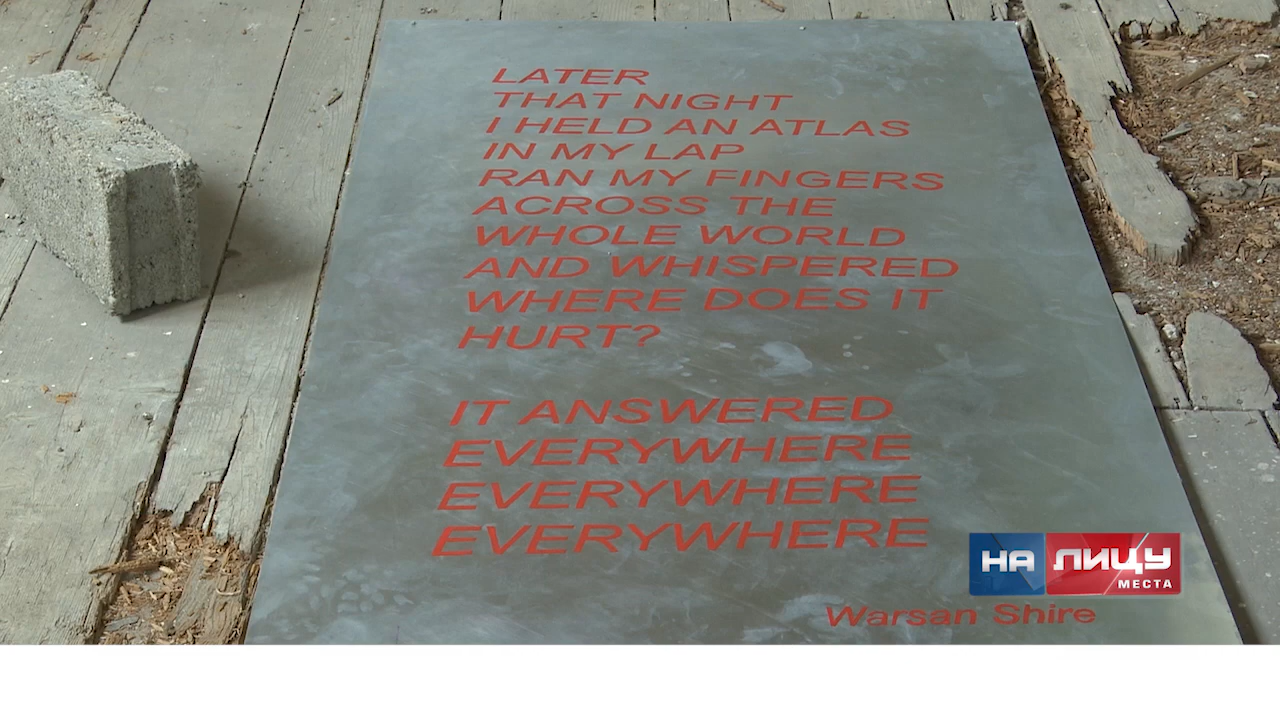 LATER
THAT NIGHT
I HELD AN ATLAS
IN MY LAP
RAN MY FINGERS
ACROSS THE
WHOLE WORLD
AND WHISPERED
WHERE DOES IT
HURT?
IT ANSWERED
EVERYWHERE
EVERYWHERE
EVERYWHERE
Warsan Shire
НА ЛИЦУ
МЕСТА